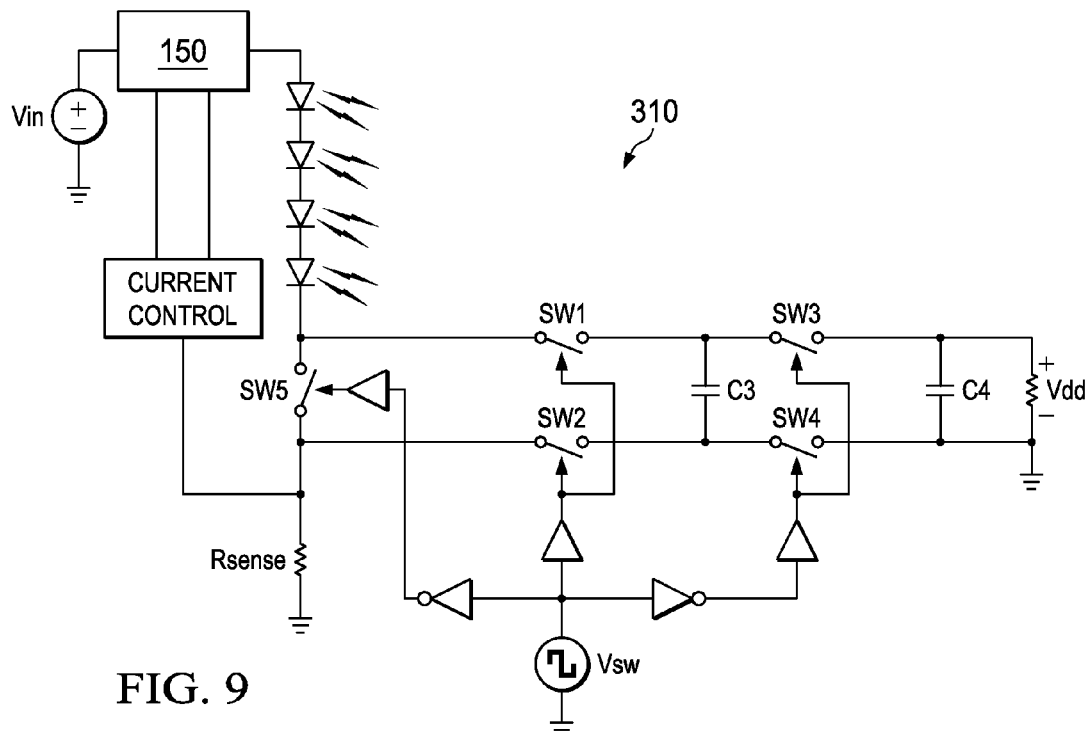 150
310
Vin
+
−
CURRENT
CONTROL
SW1
SW3
SW5
C3
C4
+
Vdd
−
SW2
SW4
Rsense
Vsw
FIG. 9